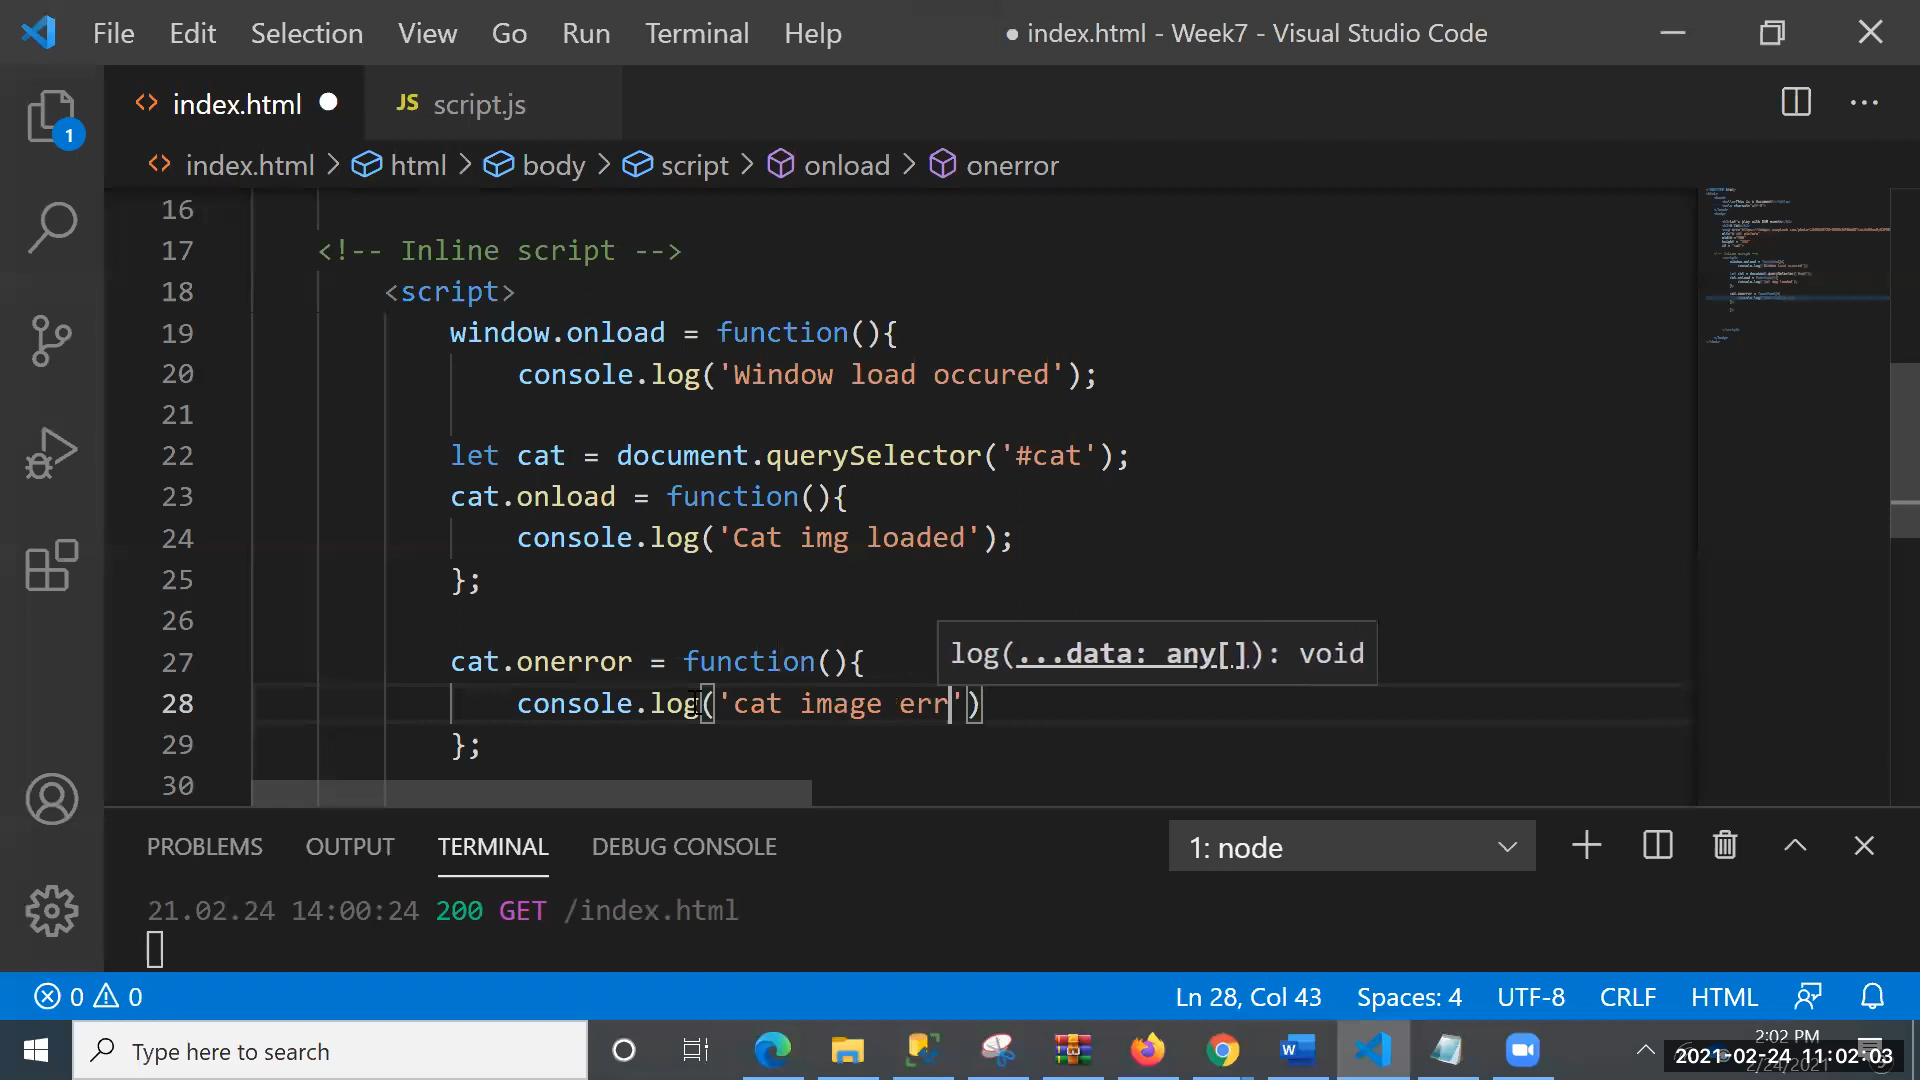 File Edit Selection View Go Run Terminal Help ● index.html - Week7 - Visual Studio Code
index.html ● JS script.js
index.html > html > body > script > onload > onerror
1
16
17 <!-- Inline script -->
18 <script>
19 window.onload = function(){
20 console.log('Window load occured');
21
22 let cat = document.querySelector('#cat');
23 cat.onload = function(){
24 console.log('Cat img loaded');
25 };
26
log(...data: any[]): void
27 cat.onerror = function(){
28 console.log('cat image err')
29 };
30
PROBLEMS OUTPUT TERMINAL DEBUG CONSOLE 1: node
21.02.24 14:00:24 200 GET /index.html
0 0 Ln 28, Col 43 Spaces: 4 UTF-8 CRLF HTML
Type here to search
2:02 PM
2021-02-24 11:02:03